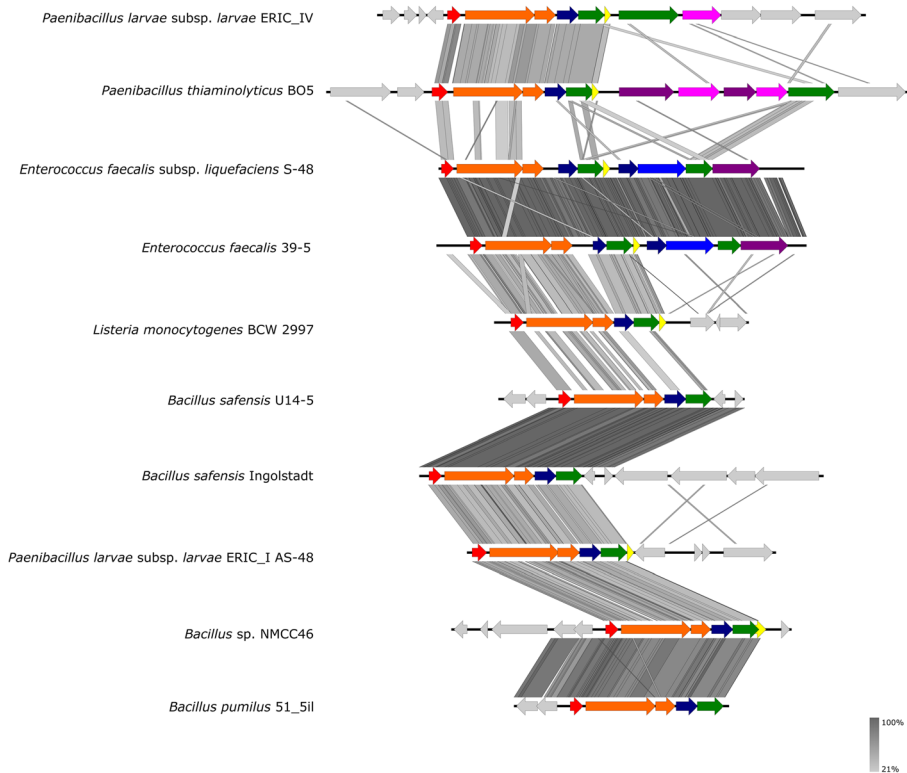 Paenibacillus larvae subsp. larvae ERIC_IV
Paenibacillus thiaminolyticus BO5
Enterococcus faecalis subsp. liquefaciens S-48
Enterococcus faecalis 39-5
Listeria monocytogenes BCW 2997
Bacillus safensis U14-5
Bacillus safensis Ingolstadt
Paenibacillus larvae subsp. larvae ERIC_I AS-48
Bacillus sp. NMCC46
Bacillus pumilus 51_5il
100%
21%